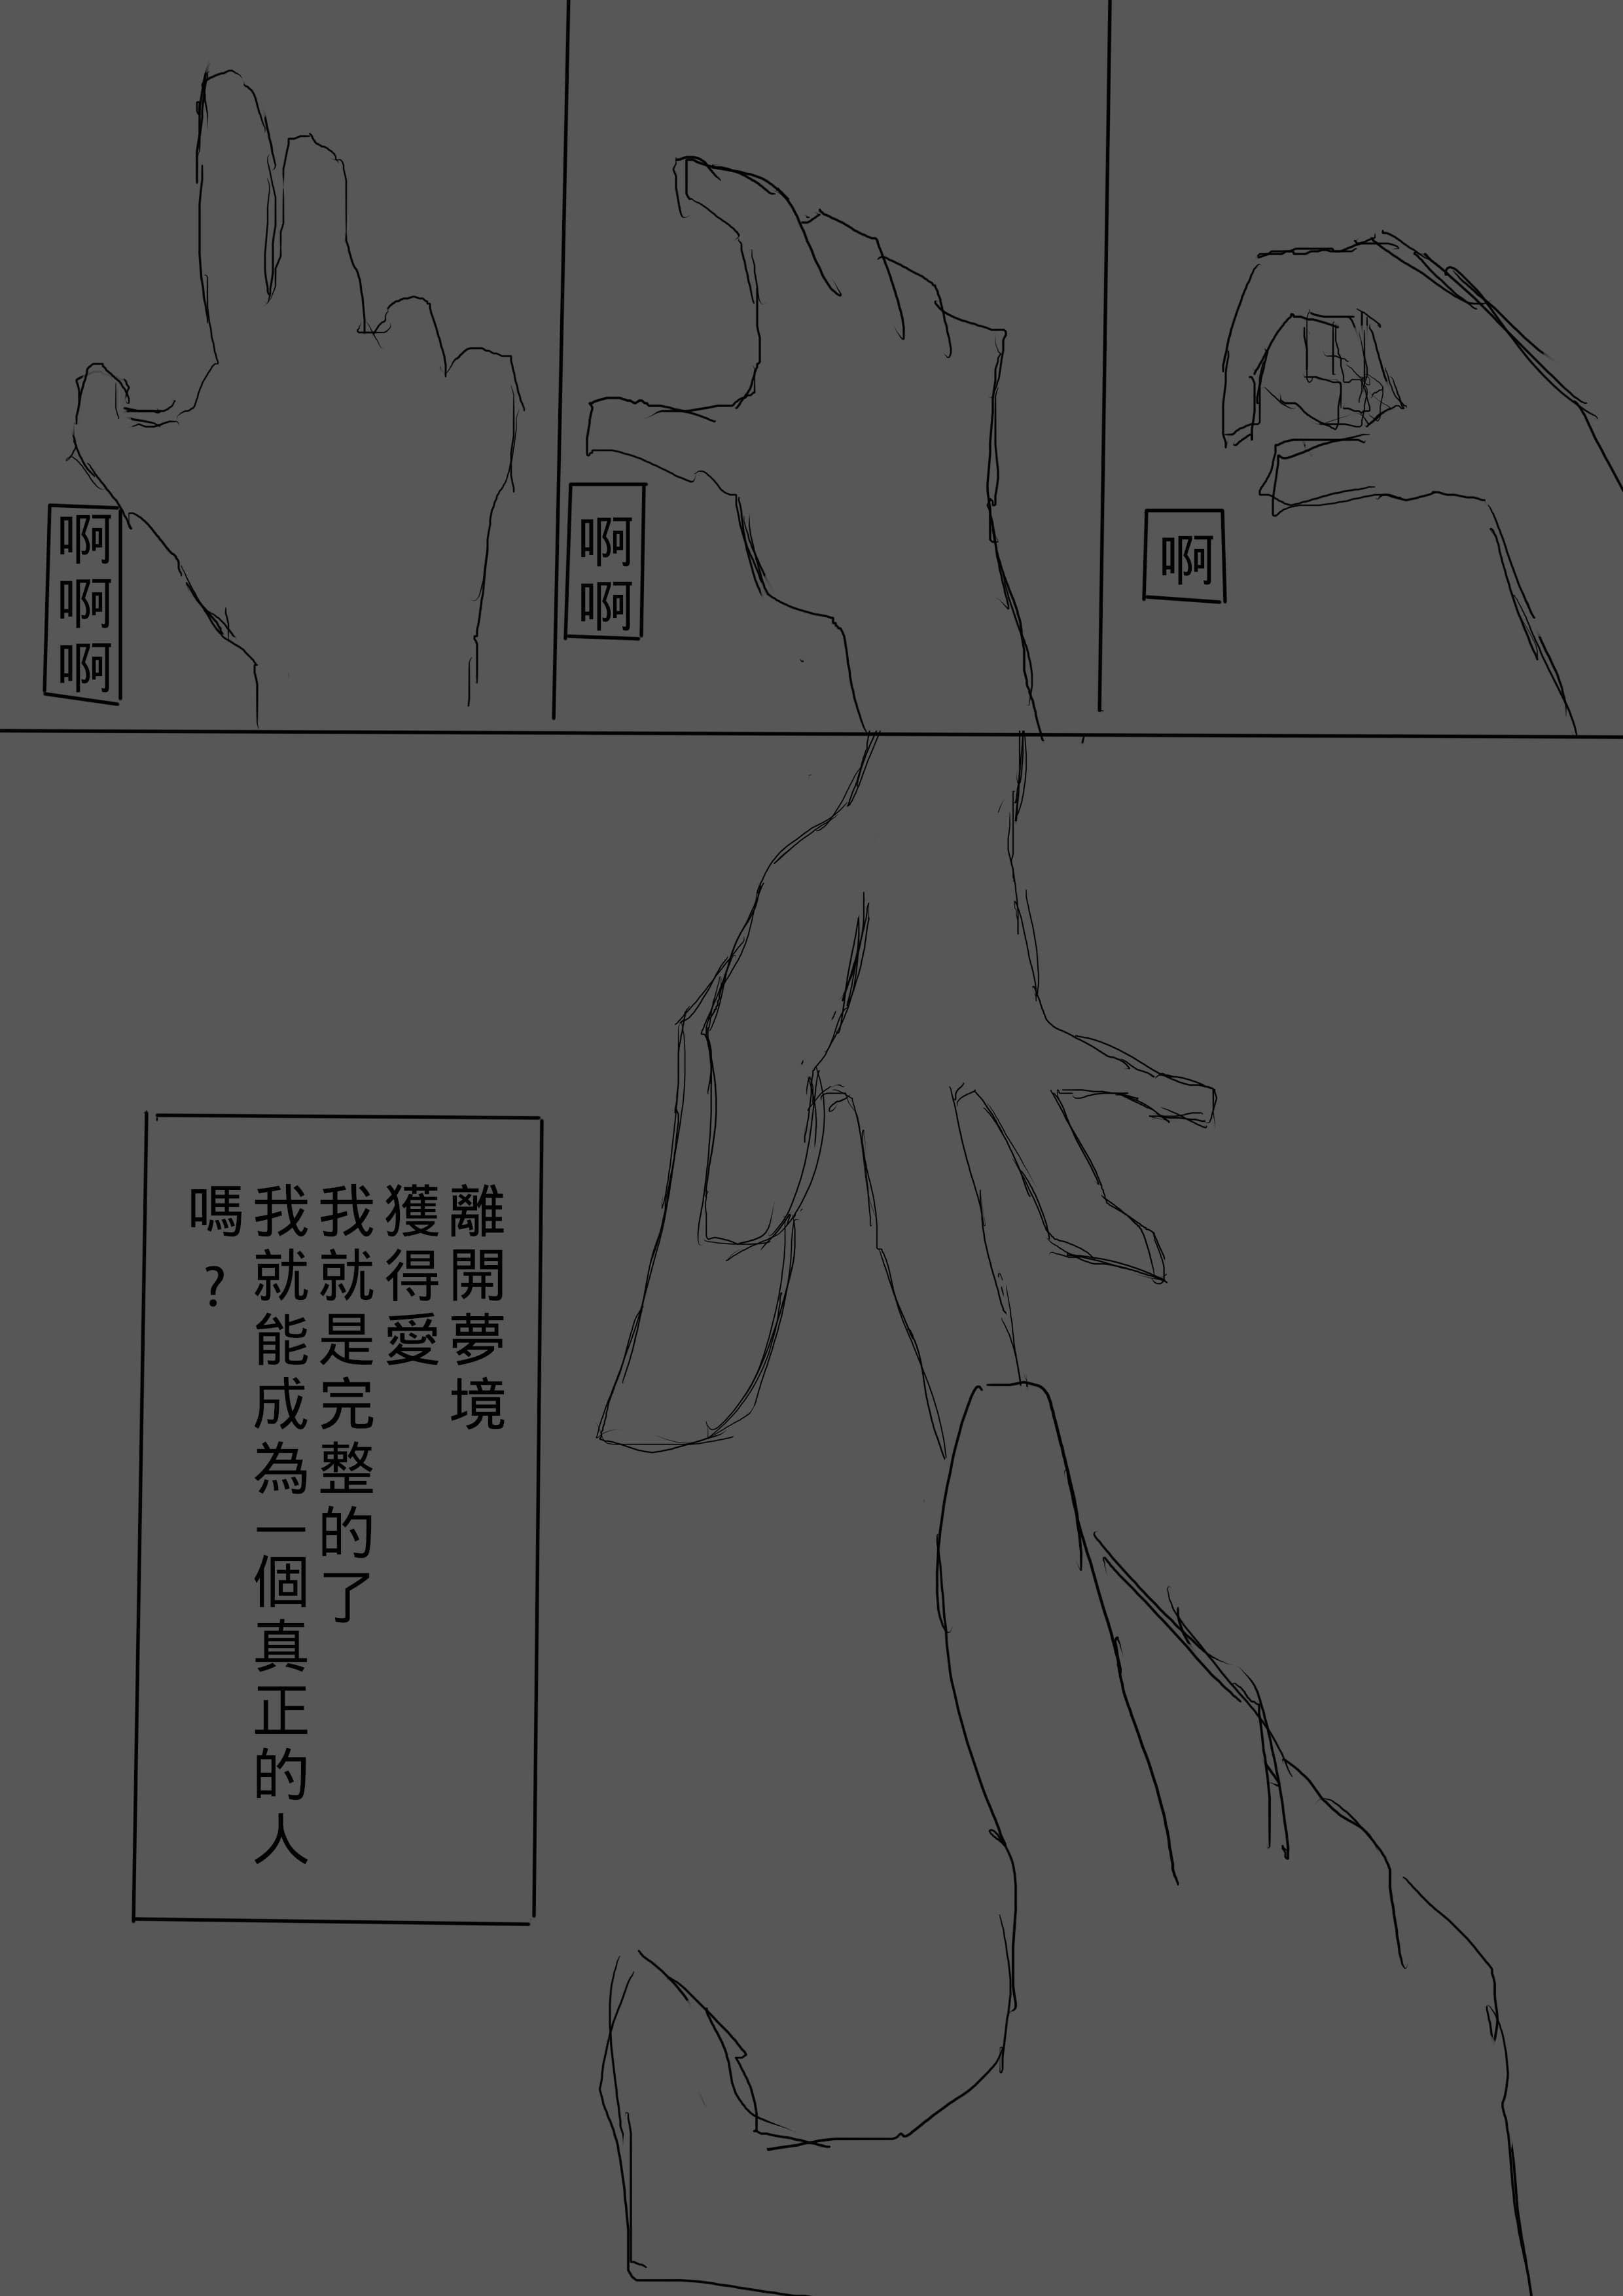 啊
啊啊
啊啊啊
離開夢境
獲得愛
我就是完整的了
我就能成為一個真正的人
嗎?